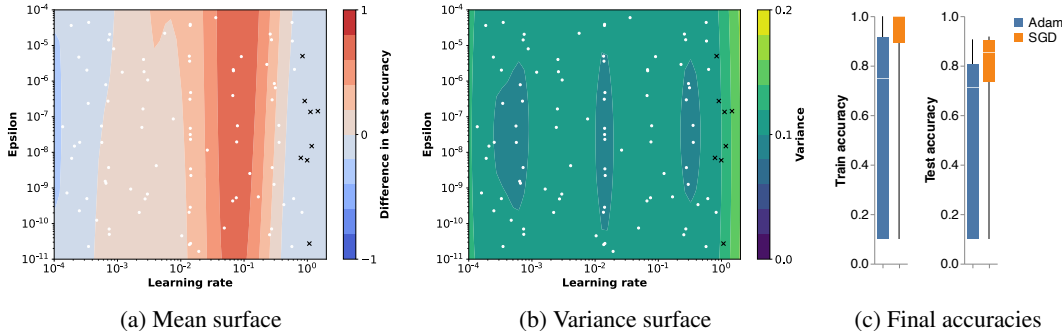 10⁻⁴
10⁻⁵
10⁻⁶
10⁻⁷
10⁻⁸
10⁻⁹
10⁻¹⁰
10⁻¹¹
Epsilon
10⁻⁴ 10⁻³ 10⁻² 10⁻¹ 10⁰
Learning rate
1
0
−1
Difference in test accuracy
(a) Mean surface
10⁻⁴
10⁻⁵
10⁻⁶
10⁻⁷
10⁻⁸
10⁻⁹
10⁻¹⁰
10⁻¹¹
Epsilon
10⁻⁴ 10⁻³ 10⁻² 10⁻¹ 10⁰
Learning rate
0.2
0.1
0.0
Variance
(b) Variance surface
1.0
0.8
0.6
0.4
0.2
0.0
Train accuracy
1.0
0.8
0.6
0.4
0.2
0.0
Test accuracy
Adam
SGD
(c) Final accuracies